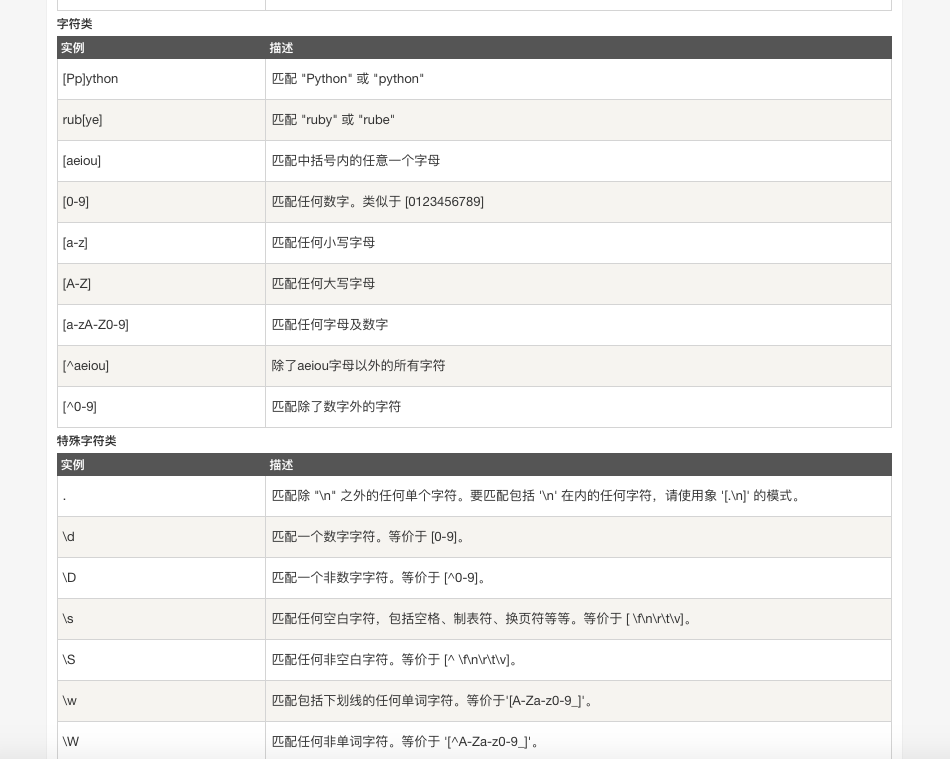 字符类
实例 描述
[Pp]ython 匹配 "Python" 或 "python"
rub[ye] 匹配 "ruby" 或 "rube"
[aeiou] 匹配中括号内的任意一个字母
[0-9] 匹配任何数字。类似于 [0123456789]
[a-z] 匹配任何小写字母
[A-Z] 匹配任何大写字母
[a-zA-Z0-9] 匹配任何字母及数字
[^aeiou] 除了aeiou字母以外的所有字符
[^0-9] 匹配除了数字外的字符
特殊字符类
实例 描述
. 匹配除 "\n" 之外的任何单个字符。要匹配包括 '\n' 在内的任何字符，请使用象 '[.\n]' 的模式。
\d 匹配一个数字字符。等价于 [0-9]。
\D 匹配一个非数字字符。等价于 [^0-9]。
\s 匹配任何空白字符，包括空格、制表符、换页符等等。等价于 [ \f\n\r\t\v]。
\S 匹配任何非空白字符。等价于 [^ \f\n\r\t\v]。
\w 匹配包括下划线的任何单词字符。等价于'[A-Za-z0-9_]'。
\W 匹配任何非单词字符。等价于 '[^A-Za-z0-9_]'。